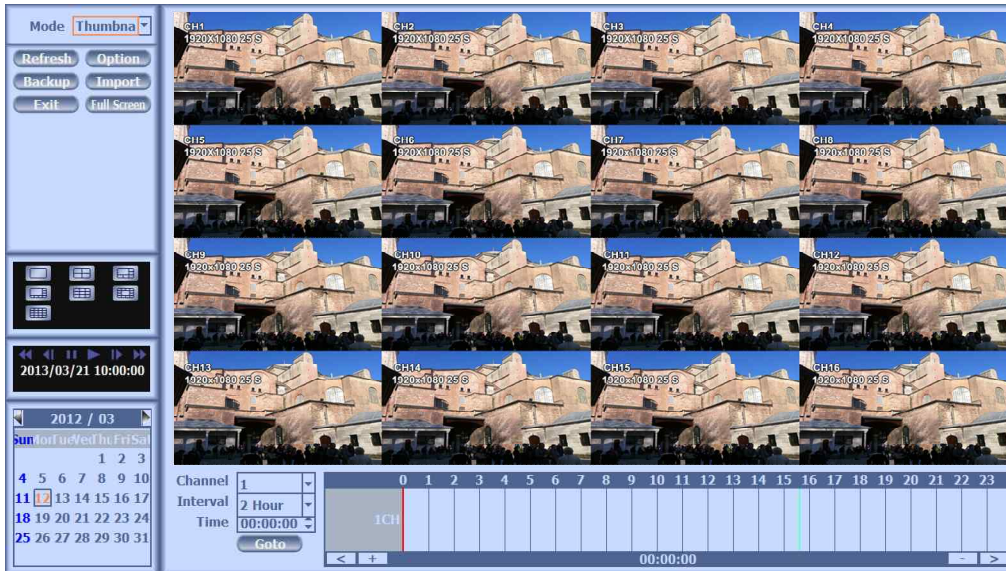 Mode Thumbna
Refresh Option
Backup Import
Exit Full Screen
2013/03/21 10:00:00
2012 / 03
Sun Mon Tue Wed Thu Fri Sat
1 2 3
4 5 6 7 8 9 10
11 12 13 14 15 16 17
18 19 20 21 22 23 24
25 26 27 28 29 30 31
CH1
1920X1080 25 S
CH2
1920X1080 25 S
CH3
1920X1080 25 S
CH4
1920X1080 25 S
CH5
1920X1080 25 S
CH6
1920X1080 25 S
CH7
1920x1080 25 S
CH8
1920x1080 25 S
CH9
1920x1080 25 S
CH10
1920x1080 25 S
CH11
1920x1080 25 S
CH12
1920x1080 25 S
CH13
1920x1080 25 S
CH14
1920x1080 25 S
CH15
1920x1080 25 S
CH16
1920x1080 25 S
Channel 1
Interval 2 Hour
Time 00:00:00
Goto
0 1 2 3 4 5 6 7 8 9 10 11 12 13 14 15 16 17 18 19 20 21 22 23
1CH
< + 00:00:00 - >